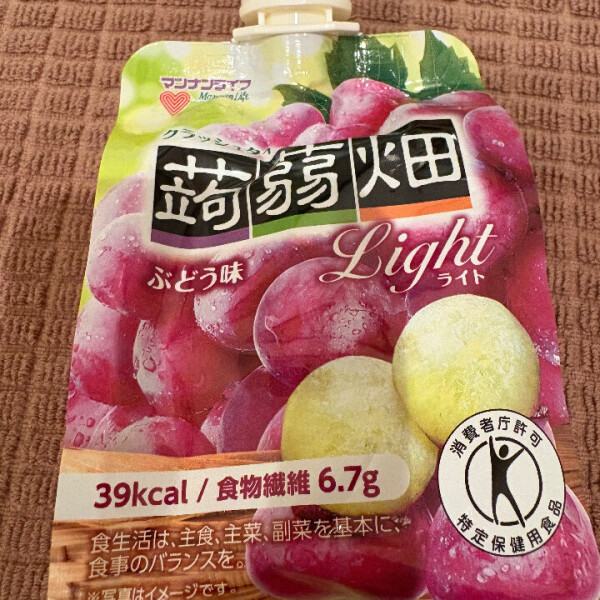 マンナンライフ
Mannan Life
クラッシュタイプ
蒟蒻畑
Light
ライト
ぶどう味
消費者庁許可
特定保健用食品
39kcal / 食物繊維 6.7g
食生活は、主食、主菜、副菜を基本に、
食事のバランスを。
※写真はイメージです。